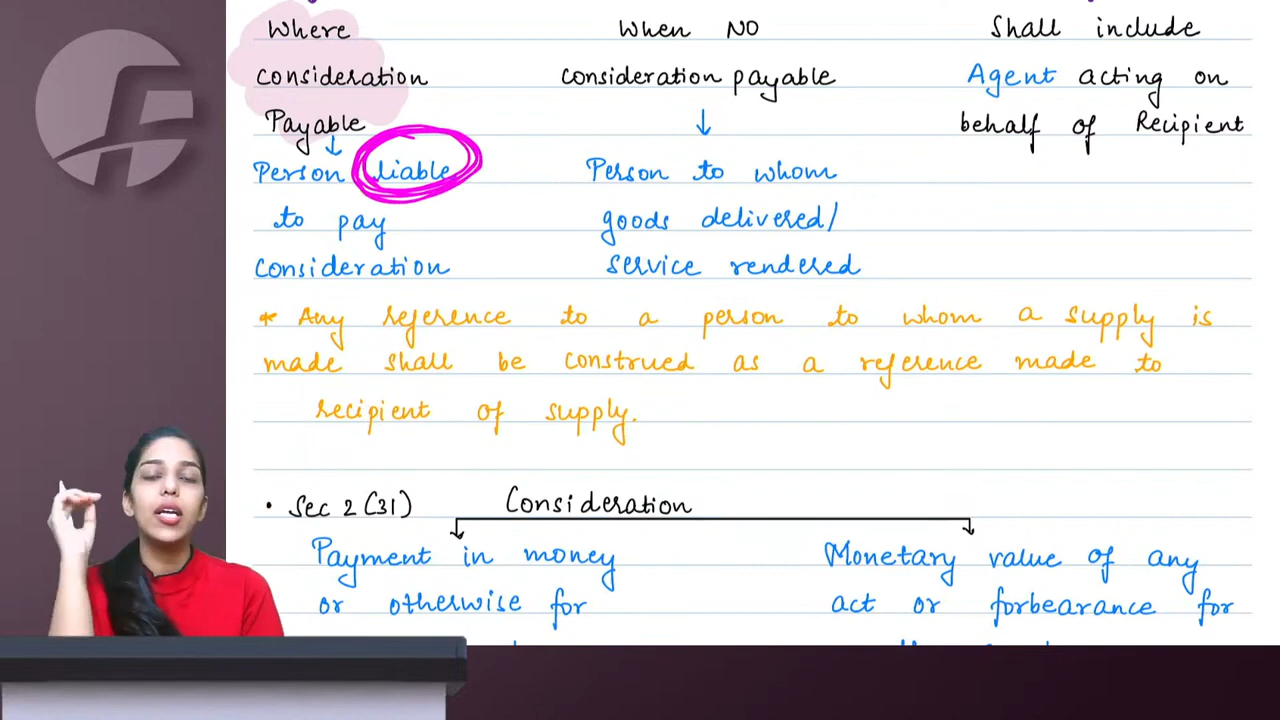 Where
consideration
Payable
Person liable
to pay
consideration
When NO
consideration payable
Person to whom
goods delivered/
service rendered
Shall include
Agent acting on
behalf of Recipient
* Any reference to a person to whom a supply is
made shall be construed as a reference made to
recipient of supply.
• Sec 2 (31) Consideration
Payment in money
or otherwise for
Monetary value of any
act or forbearance for